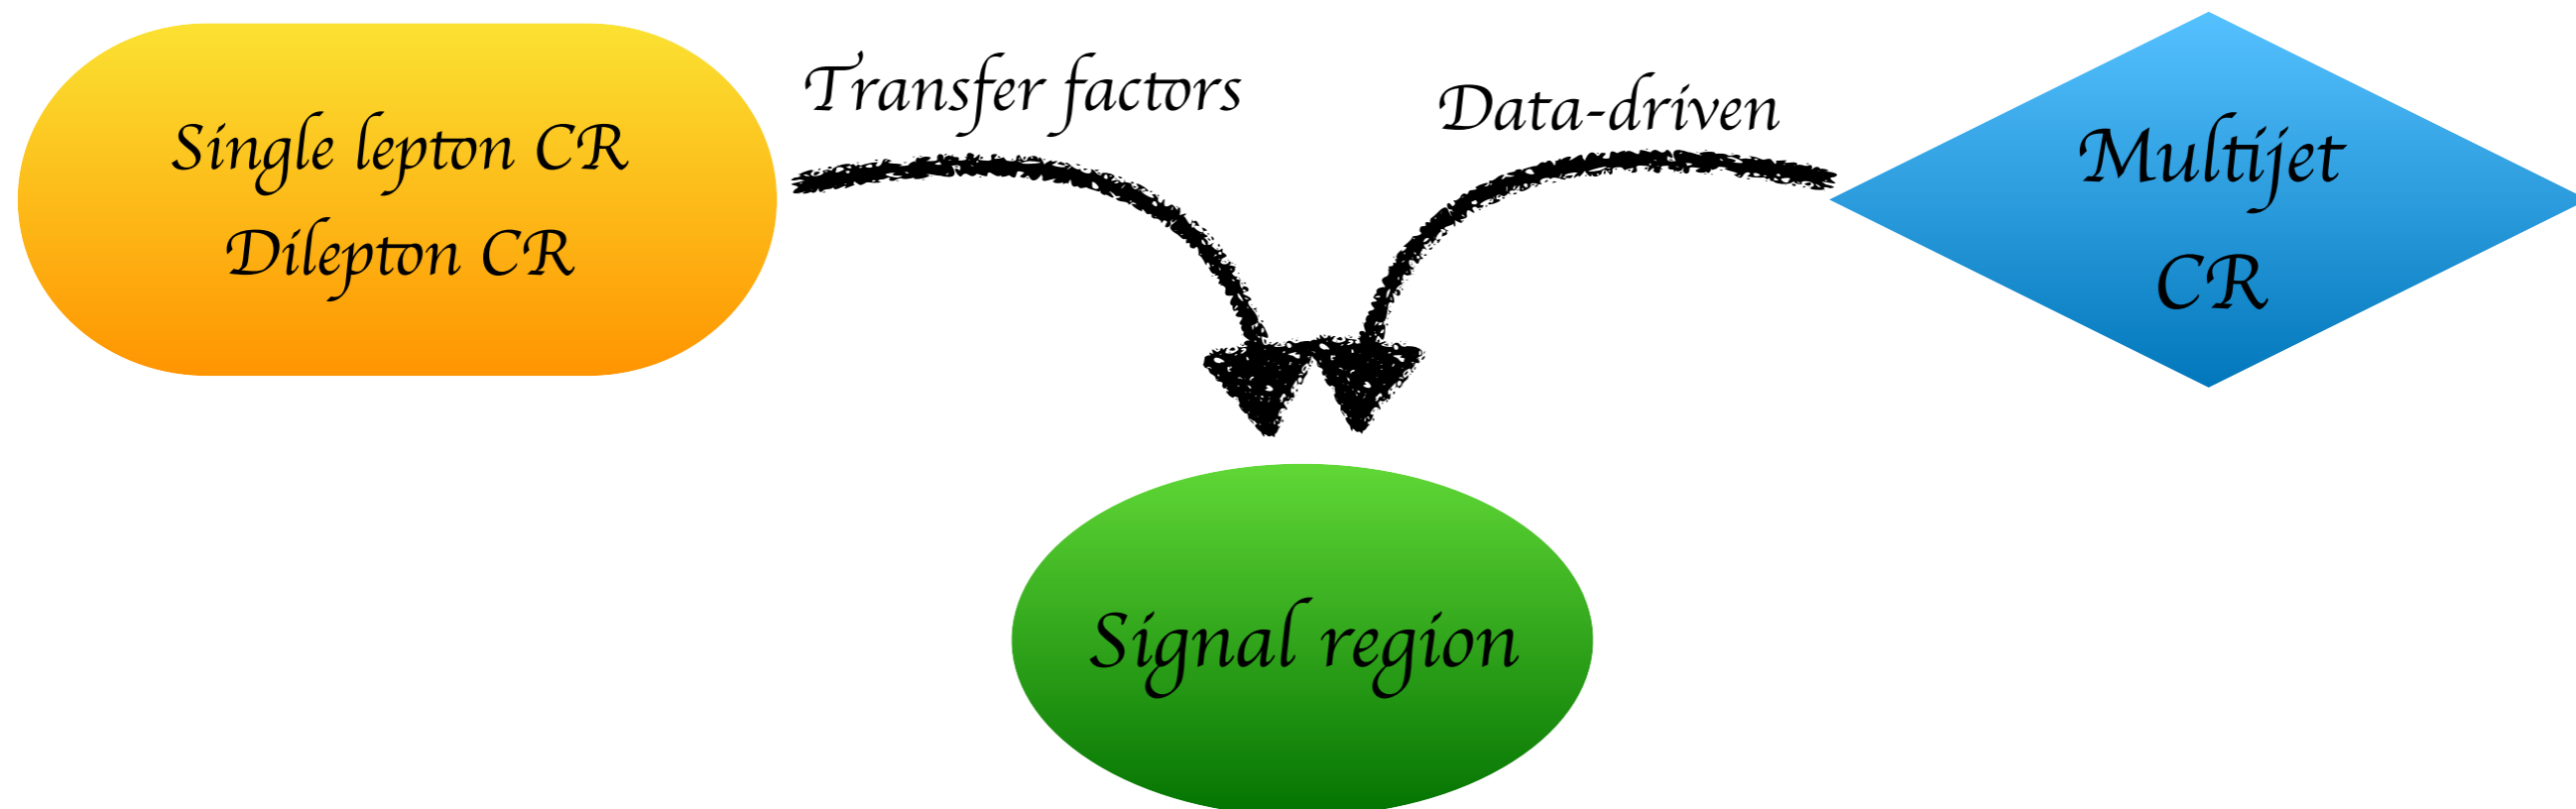 Single lepton CR
Dilepton CR
Transfer factors
Data-driven
Multijet
CR
Signal region